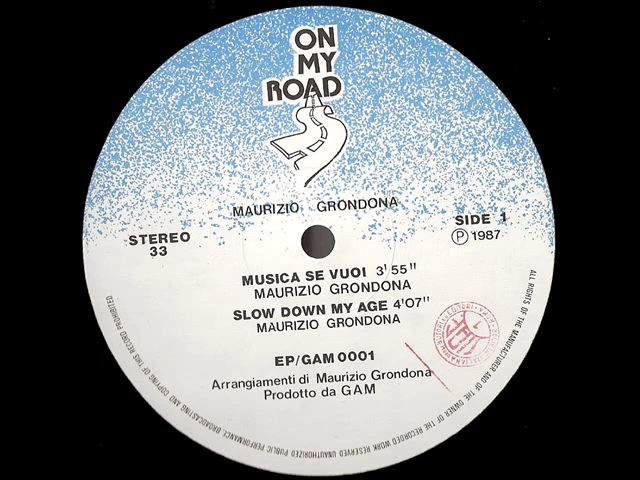 ON
MY
ROAD
MAURIZIO GRONDONA
STEREO
33
SIDE 1
Ⓟ 1987
MUSICA SE VUOI 3'55"
MAURIZIO GRONDONA
SLOW DOWN MY AGE 4'07"
MAURIZIO GRONDONA
EP/GAM 0001
Arrangiamenti di Maurizio Grondona
Prodotto da GAM
ALL RIGHTS OF THE MANUFACTURER AND OF THE OWNER OF THE RECORDED WORK RESERVED UNAUTHORIZED PUBLIC PERFORMANCE, BROADCASTING AND COPYING OF THIS RECORD PROHIBITED